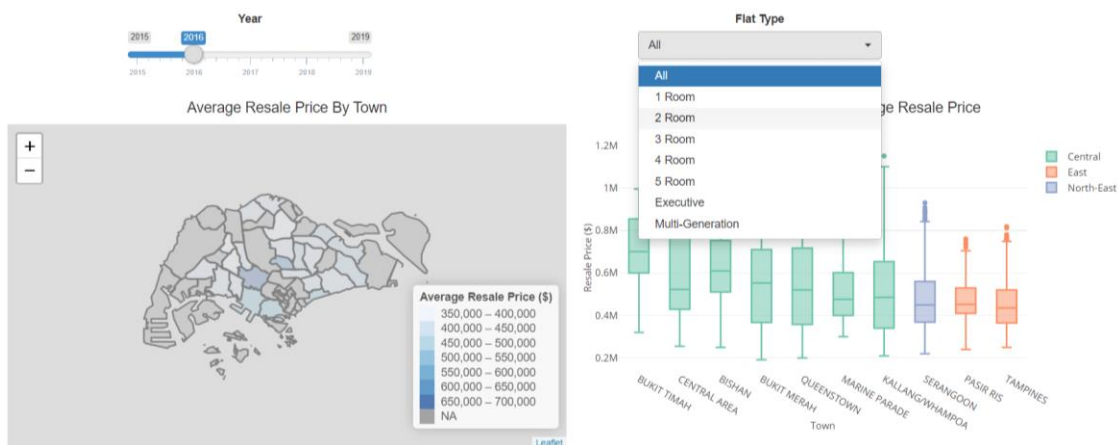 Year
2015
2016
2019
2015
2016
2017
2018
2019
Average Resale Price By Town
+
−
Average Resale Price ($)
350,000 – 400,000
400,000 – 450,000
450,000 – 500,000
500,000 – 550,000
550,000 – 600,000
600,000 – 650,000
650,000 – 700,000
NA
Leaflet
Flat Type
All
All
1 Room
2 Room
3 Room
4 Room
5 Room
Executive
Multi-Generation
ge Resale Price
Central
East
North-East
Resale Price ($)
1.2M
1M
0.8M
0.6M
0.4M
0.2M
BUKIT TIMAH
CENTRAL AREA
BISHAN
BUKIT MERAH
QUEENSTOWN
MARINE PARADE
KALLANG/WHAMPOA
SERANGOON
PASIR RIS
TAMPINES
Town